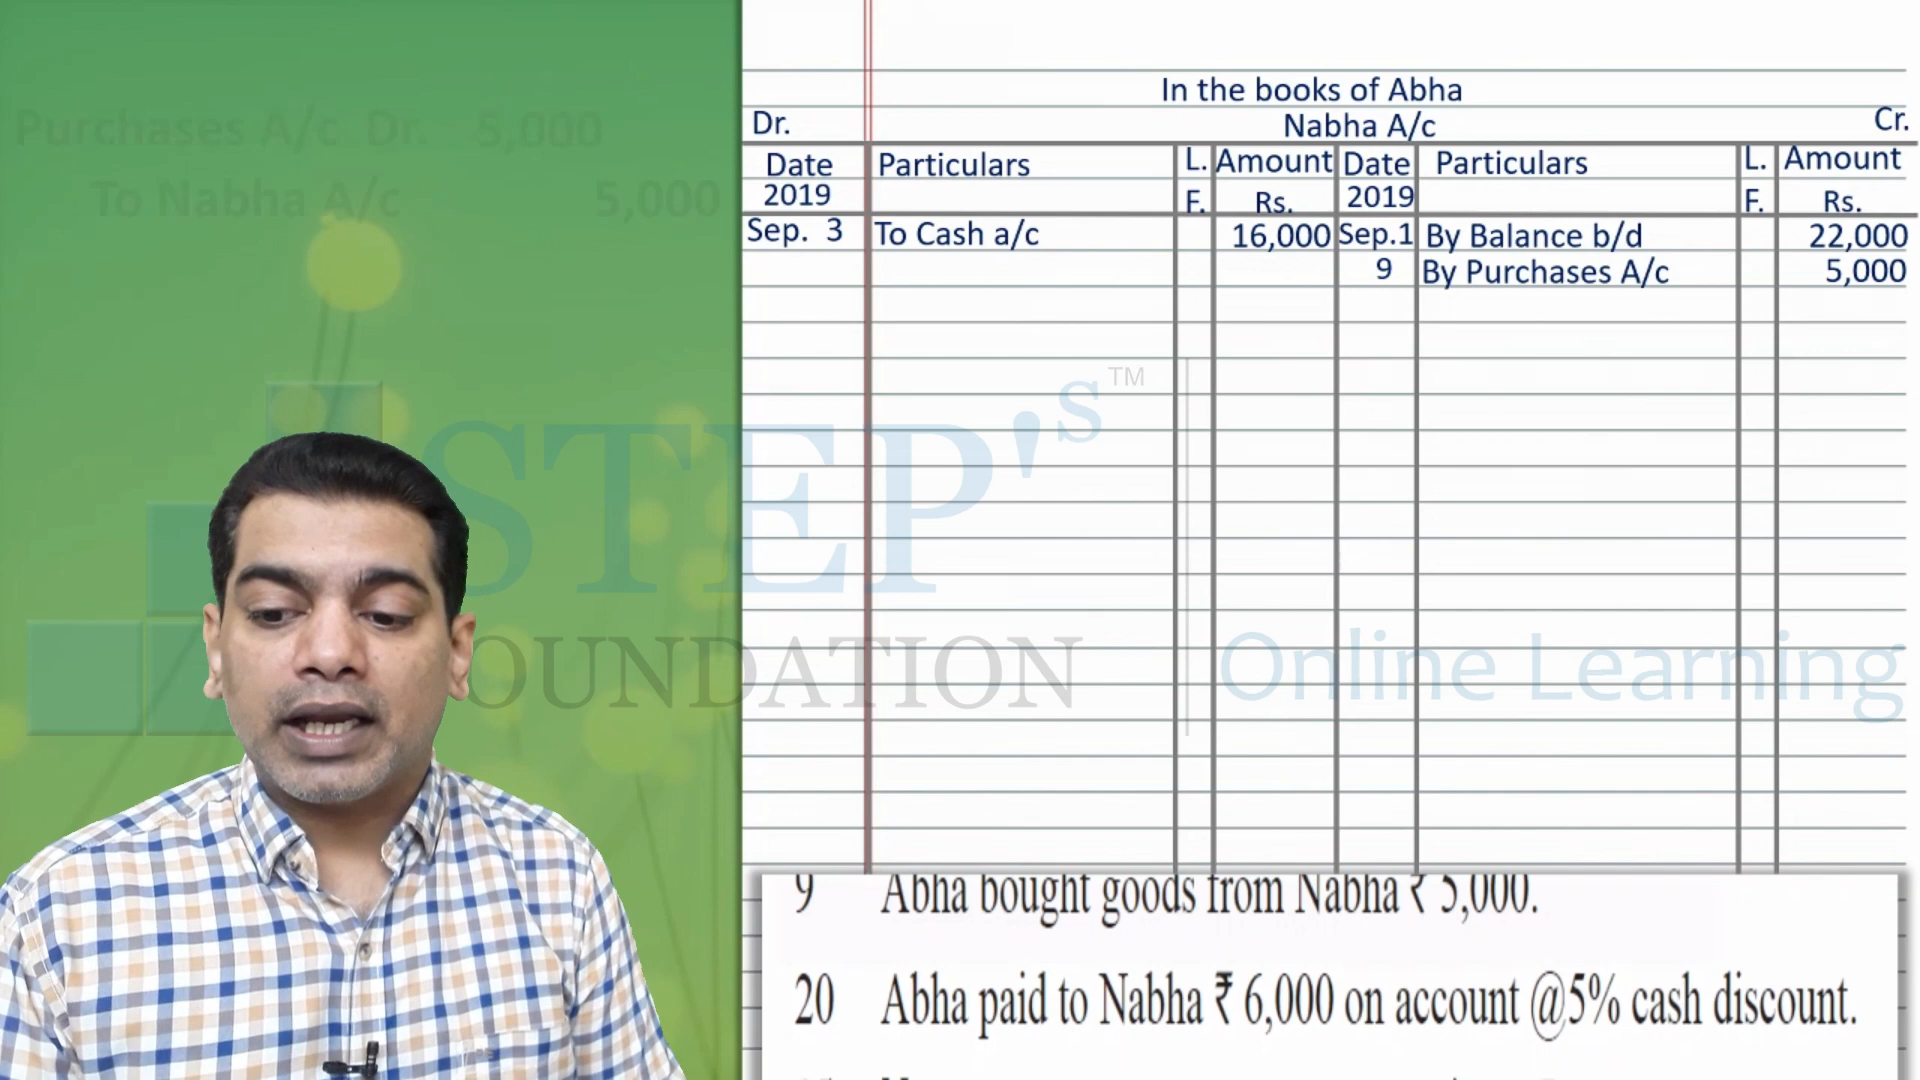 Purchases A/c Dr. 5,000
To Nabha A/c 5,000
In the books of Abha
Dr. Nabha A/c Cr.
Date 2019 Particulars L. F. Amount Rs. Date 2019 Particulars L. F. Amount Rs.
Sep. 3 To Cash a/c 16,000 Sep.1 By Balance b/d 22,000
9 By Purchases A/c 5,000
STEP's™
OUNDATION Online Learning
9 Abha bought goods from Nabha ₹ 5,000.
20 Abha paid to Nabha ₹ 6,000 on account @5% cash discount.